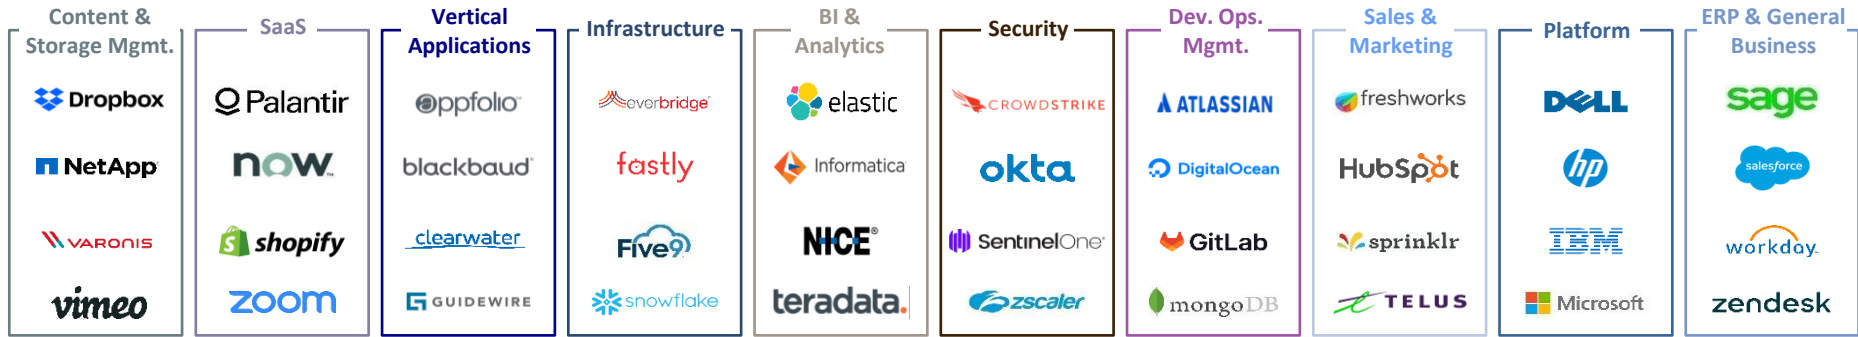 Content &
Storage Mgmt.
Dropbox
NetApp
VARONIS
vimeo
SaaS
Palantir
now
shopify
zoom
Vertical
Applications
appfolio
blackbaud
clearwater
GUIDEWIRE
Infrastructure
everbridge
fastly
Five9
snowflake
BI &
Analytics
elastic
Informatica
NICE®
teradata.
Security
CROWDSTRIKE
okta
SentinelOne
zscaler
Dev. Ops.
Mgmt.
ATLASSIAN
DigitalOcean
GitLab
mongoDB
Sales &
Marketing
freshworks
HubSpot
sprinklr
TELUS
Platform
DELL
hp
IBM
Microsoft
ERP & General
Business
sage
salesforce
workday
zendesk